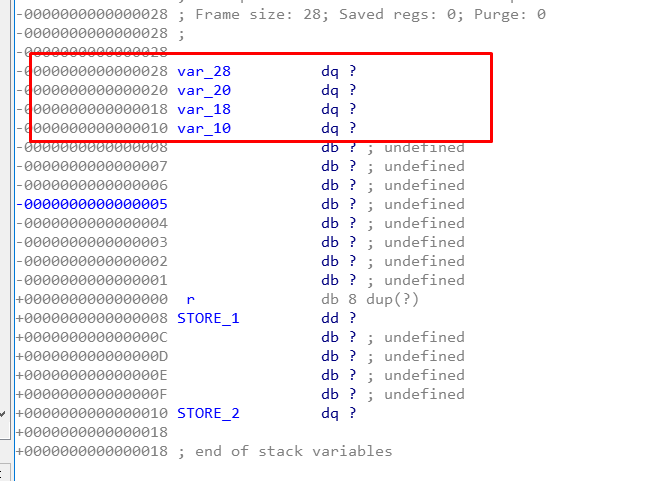 -0000000000000028 ; Frame size: 28; Saved regs: 0; Purge: 0
-0000000000000028 ;
-0000000000000028
-0000000000000028 var_28 dq ?
-0000000000000020 var_20 dq ?
-0000000000000018 var_18 dq ?
-0000000000000010 var_10 dq ?
-0000000000000008 db ? ; undefined
-0000000000000007 db ? ; undefined
-0000000000000006 db ? ; undefined
-0000000000000005 db ? ; undefined
-0000000000000004 db ? ; undefined
-0000000000000003 db ? ; undefined
-0000000000000002 db ? ; undefined
-0000000000000001 db ? ; undefined
+0000000000000000 r db 8 dup(?)
+0000000000000008 STORE_1 dd ?
+000000000000000C db ? ; undefined
+000000000000000D db ? ; undefined
+000000000000000E db ? ; undefined
+000000000000000F db ? ; undefined
+0000000000000010 STORE_2 dq ?
+0000000000000018
+0000000000000018 ; end of stack variables